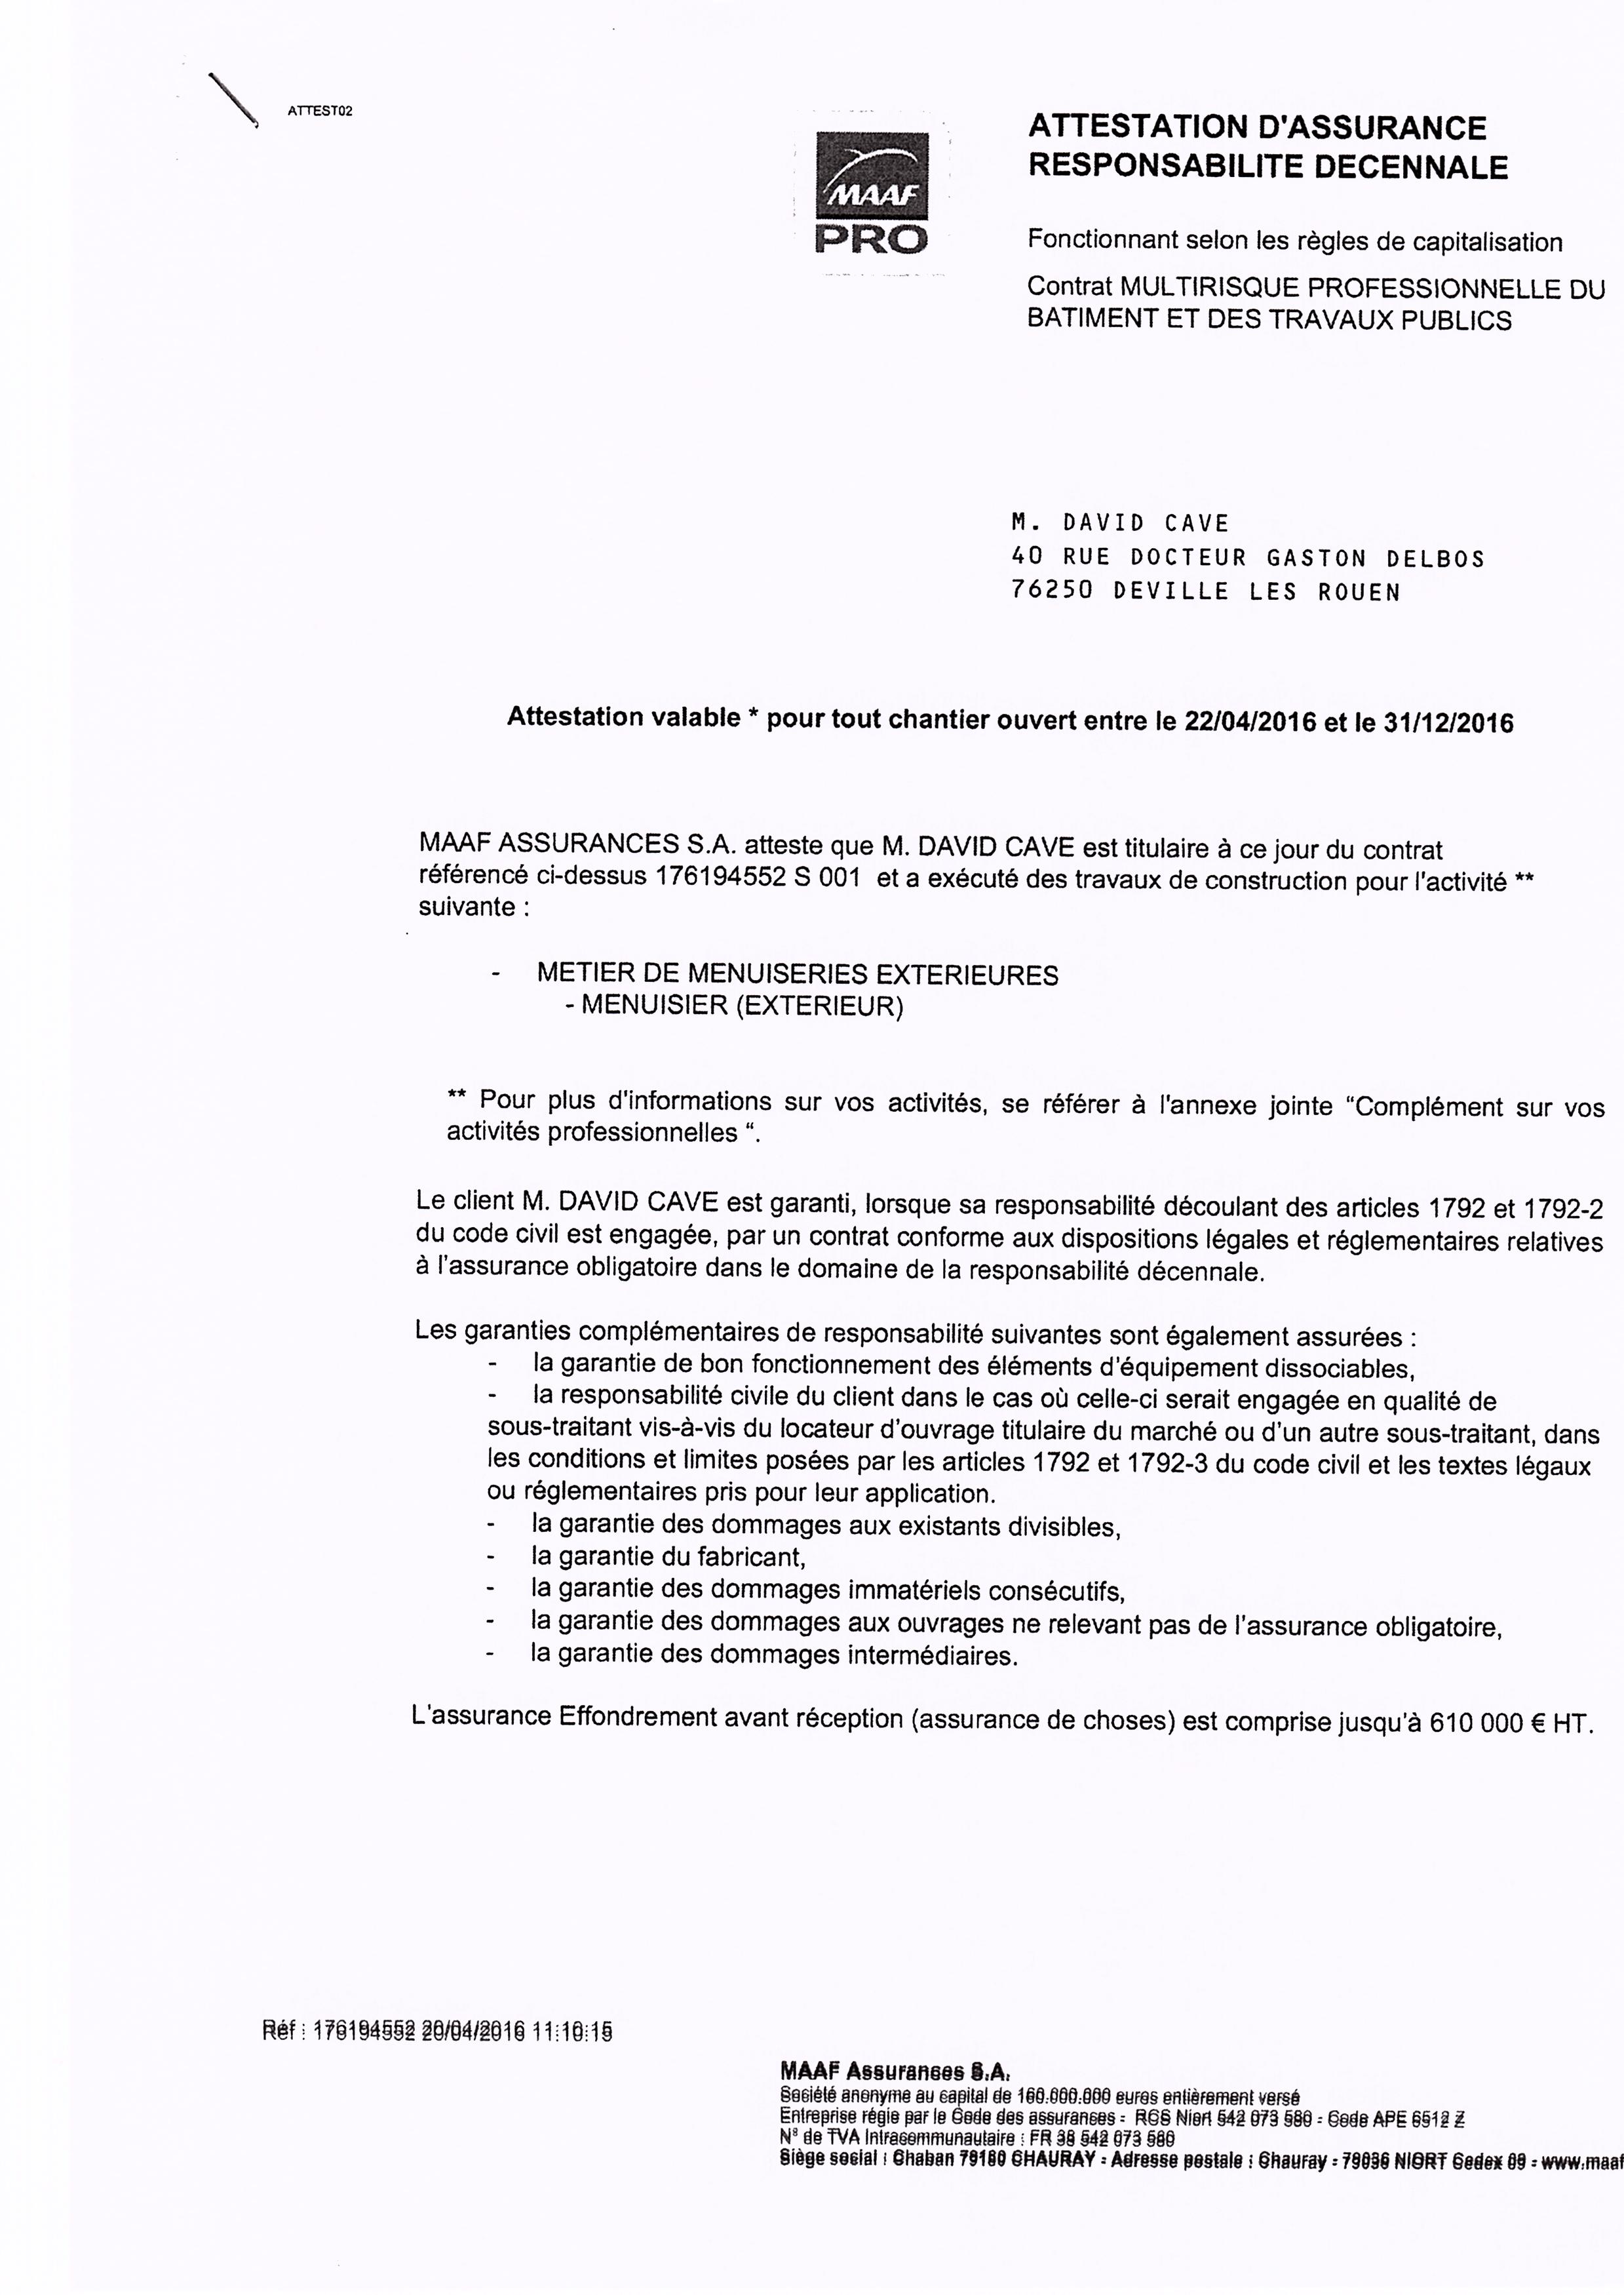 ATTEST02
MAAF
PRO
ATTESTATION D'ASSURANCE
RESPONSABILITE DECENNALE
Fonctionnant selon les règles de capitalisation
Contrat MULTIRISQUE PROFESSIONNELLE DU
BATIMENT ET DES TRAVAUX PUBLICS
M. DAVID CAVE
40 RUE DOCTEUR GASTON DELBOS
76250 DEVILLE LES ROUEN
Attestation valable * pour tout chantier ouvert entre le 22/04/2016 et le 31/12/2016
MAAF ASSURANCES S.A. atteste que M. DAVID CAVE est titulaire à ce jour du contrat
référencé ci-dessus 176194552 S 001 et a exécuté des travaux de construction pour l'activité **
suivante :
- METIER DE MENUISERIES EXTERIEURES
- MENUISIER (EXTERIEUR)
** Pour plus d'informations sur vos activités, se référer à l'annexe jointe “Complément sur vos
activités professionnelles “.
Le client M. DAVID CAVE est garanti, lorsque sa responsabilité découlant des articles 1792 et 1792-2
du code civil est engagée, par un contrat conforme aux dispositions légales et réglementaires relatives
à l'assurance obligatoire dans le domaine de la responsabilité décennale.
Les garanties complémentaires de responsabilité suivantes sont également assurées :
- la garantie de bon fonctionnement des éléments d'équipement dissociables,
- la responsabilité civile du client dans le cas où celle-ci serait engagée en qualité de
sous-traitant vis-à-vis du locateur d'ouvrage titulaire du marché ou d'un autre sous-traitant, dans
les conditions et limites posées par les articles 1792 et 1792-3 du code civil et les textes légaux
ou réglementaires pris pour leur application.
- la garantie des dommages aux existants divisibles,
- la garantie du fabricant,
- la garantie des dommages immatériels consécutifs,
- la garantie des dommages aux ouvrages ne relevant pas de l'assurance obligatoire,
- la garantie des dommages intermédiaires.
L'assurance Effondrement avant réception (assurance de choses) est comprise jusqu'à 610 000 € HT.
Réf : 176194552 20/04/2016 11:10:15
MAAF Assurances S.A.
Société anonyme au capital de 160.000.000 euros entièrement versé
Entreprise régie par le Code des assurances - RCS Niort 542 073 580 - Code APE 6512 Z
N° de TVA Intracommunautaire : FR 38 542 073 580
Siège social : Chaban 79180 CHAURAY - Adresse postale : Chauray - 79036 NIORT Cedex 09 - www.maaf